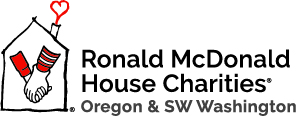 Ronald McDonald
House Charities®
®
Oregon & SW Washington